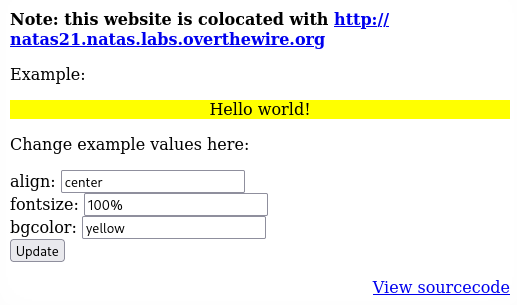 Note: this website is colocated with http://
natas21.natas.labs.overthewire.org
Example:
Hello world!
Change example values here:
align: center
fontsize: 100%
bgcolor: yellow
Update
View sourcecode